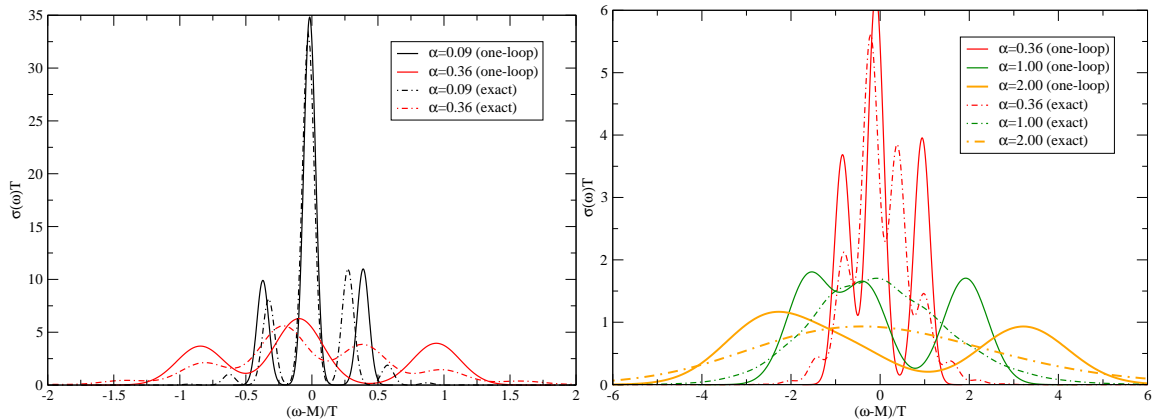 35
30
25
20
15
10
5
0
σ(ω)T
-2
-1.5
-1
-0.5
0
0.5
1
1.5
2
(ω-M)/T
α=0.09 (one-loop)
α=0.36 (one-loop)
α=0.09 (exact)
α=0.36 (exact)
6
5
4
3
2
1
0
σ(ω)T
-6
-4
-2
0
2
4
6
(ω-M)/T
α=0.36 (one-loop)
α=1.00 (one-loop)
α=2.00 (one-loop)
α=0.36 (exact)
α=1.00 (exact)
α=2.00 (exact)